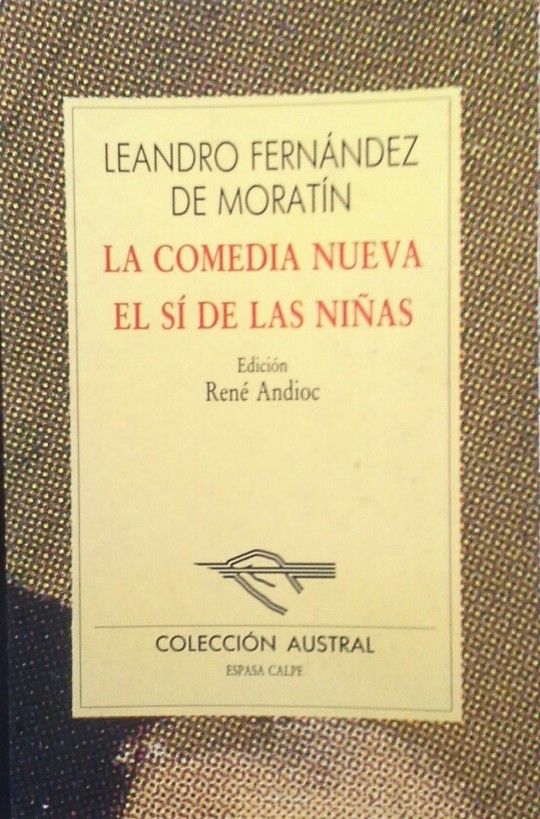 LEANDRO FERNÁNDEZ
DE MORATÍN
LA COMEDIA NUEVA
EL SÍ DE LAS NIÑAS
Edición
René Andioc
COLECCIÓN AUSTRAL
ESPASA CALPE